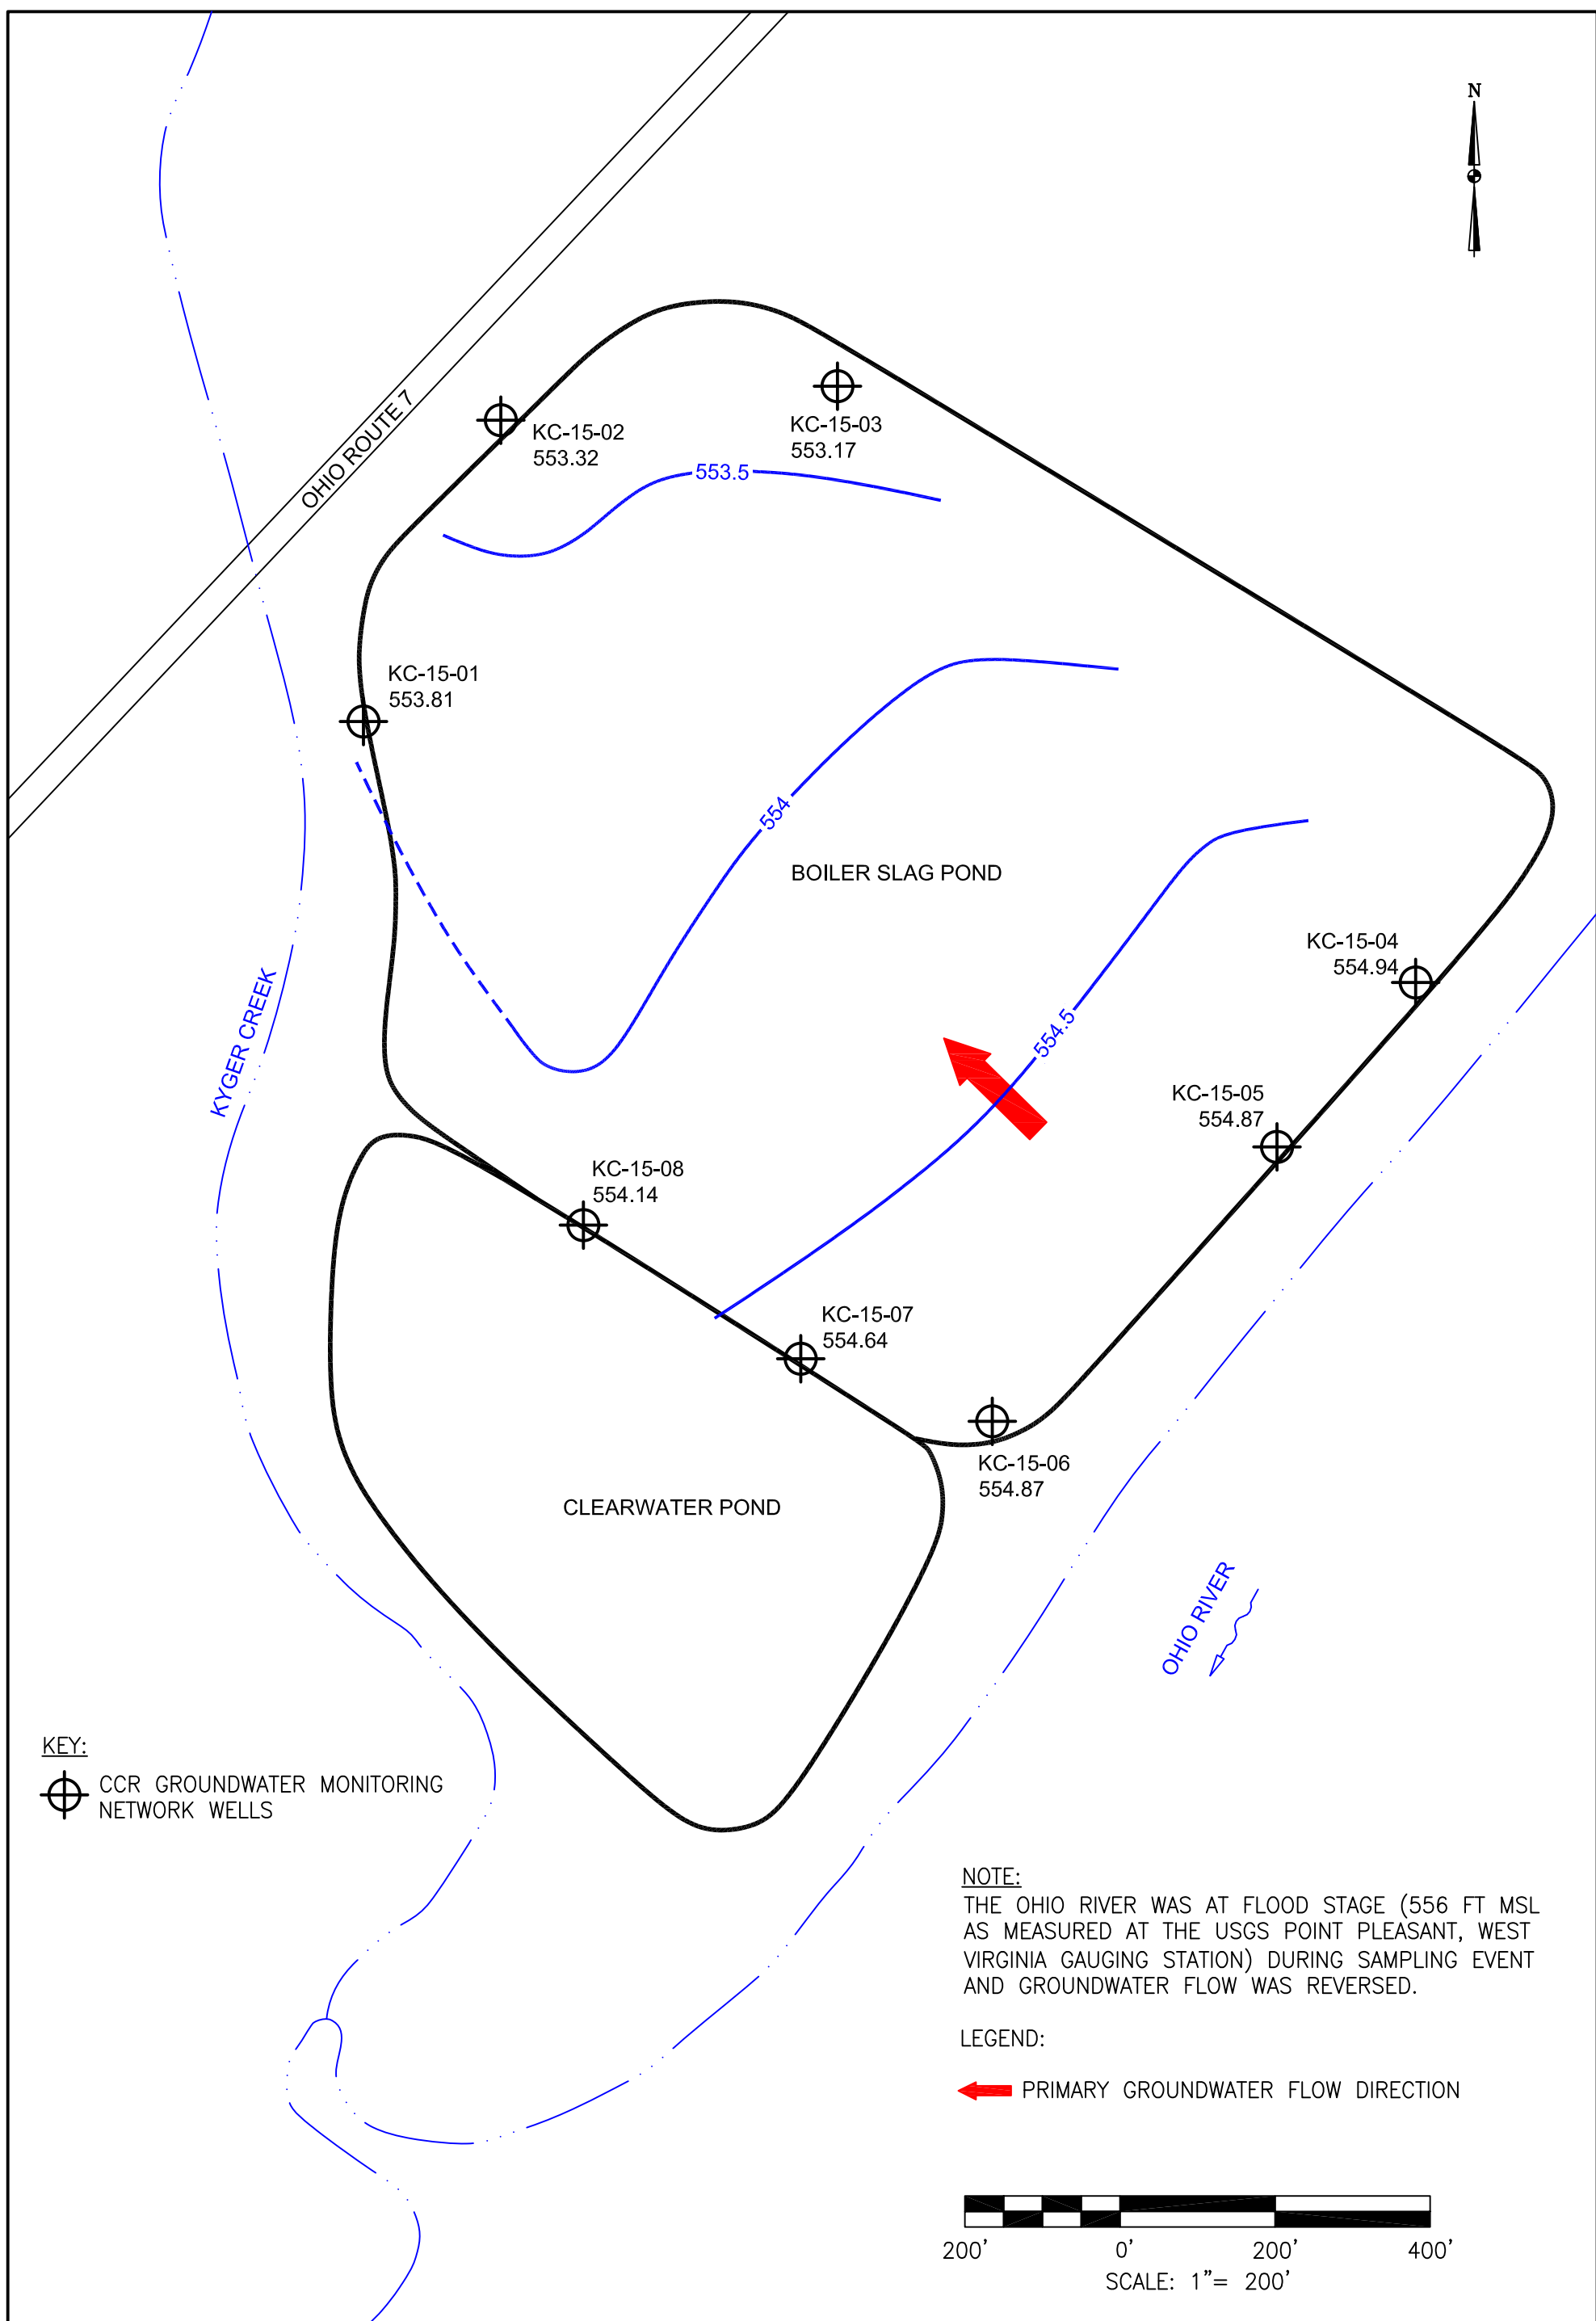 N
OHIO ROUTE 7
KC-15-02
553.32
KC-15-03
553.17
553.5
KC-15-01
553.81
554
BOILER SLAG POND
KC-15-04
554.94
554.5
KYGER CREEK
KC-15-05
554.87
KC-15-08
554.14
KC-15-07
554.64
KC-15-06
554.87
CLEARWATER POND
OHIO RIVER
KEY:
CCR GROUNDWATER MONITORING
NETWORK WELLS
NOTE:
THE OHIO RIVER WAS AT FLOOD STAGE (556 FT MSL
AS MEASURED AT THE USGS POINT PLEASANT, WEST
VIRGINIA GAUGING STATION) DURING SAMPLING EVENT
AND GROUNDWATER FLOW WAS REVERSED.
LEGEND:
PRIMARY GROUNDWATER FLOW DIRECTION
200' 0' 200' 400'
SCALE: 1"= 200'